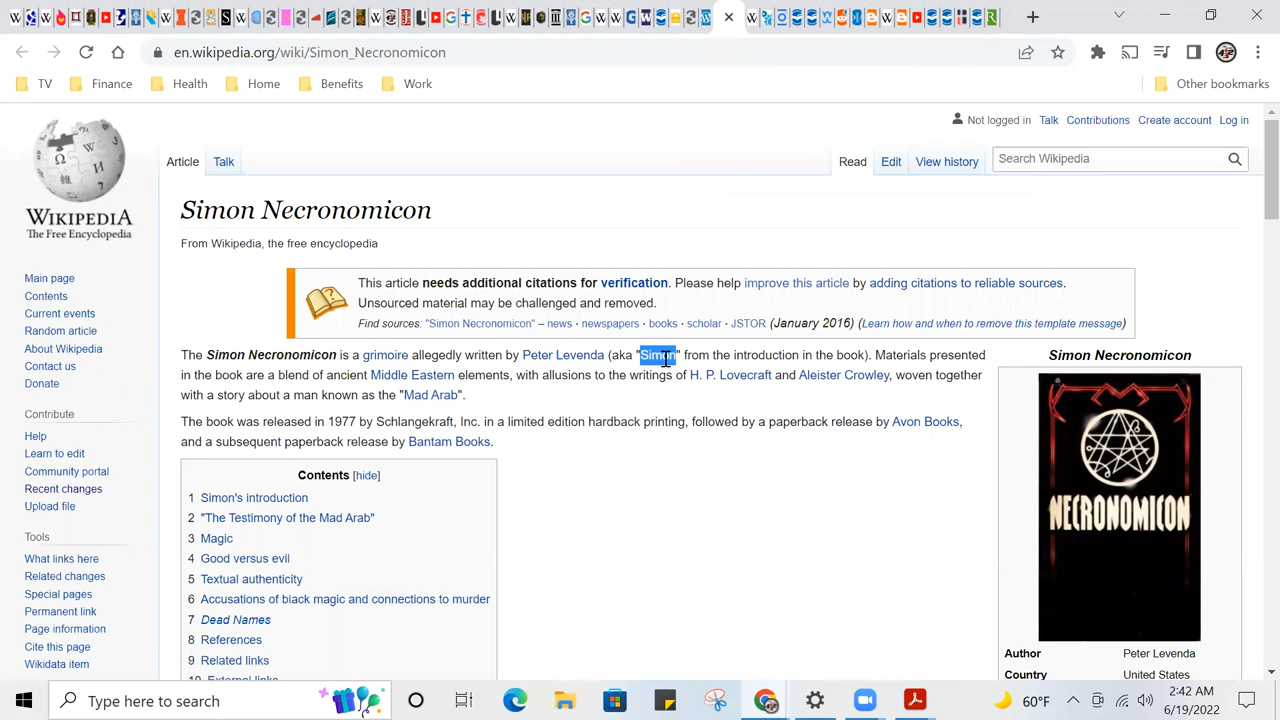 en.wikipedia.org/wiki/Simon_Necronomicon
TV
Finance
Health
Home
Benefits
Work
Other bookmarks
Not logged in Talk Contributions Create account Log in
Article Talk
Read Edit View history
Search Wikipedia
WIKIPEDIA
The Free Encyclopedia
Main page
Contents
Current events
Random article
About Wikipedia
Contact us
Donate
Contribute
Help
Learn to edit
Community portal
Recent changes
Upload file
Tools
What links here
Related changes
Special pages
Permanent link
Page information
Cite this page
Wikidata item
Simon Necronomicon
From Wikipedia, the free encyclopedia
This article needs additional citations for verification. Please help improve this article by adding citations to reliable sources.
Unsourced material may be challenged and removed.
Find sources: "Simon Necronomicon" – news · newspapers · books · scholar · JSTOR (January 2016) (Learn how and when to remove this template message)
The Simon Necronomicon is a grimoire allegedly written by Peter Levenda (aka "Simon" from the introduction in the book). Materials presented
in the book are a blend of ancient Middle Eastern elements, with allusions to the writings of H. P. Lovecraft and Aleister Crowley, woven together
with a story about a man known as the "Mad Arab".
The book was released in 1977 by Schlangekraft, Inc. in a limited edition hardback printing, followed by a paperback release by Avon Books,
and a subsequent paperback release by Bantam Books.
Contents [hide]
1 Simon's introduction
2 "The Testimony of the Mad Arab"
3 Magic
4 Good versus evil
5 Textual authenticity
6 Accusations of black magic and connections to murder
7 Dead Names
8 References
9 Related links
10 External links
Simon Necronomicon
NECRONOMICON
Author Peter Levenda
Country United States
Type here to search
60°F
2:42 AM
6/19/2022